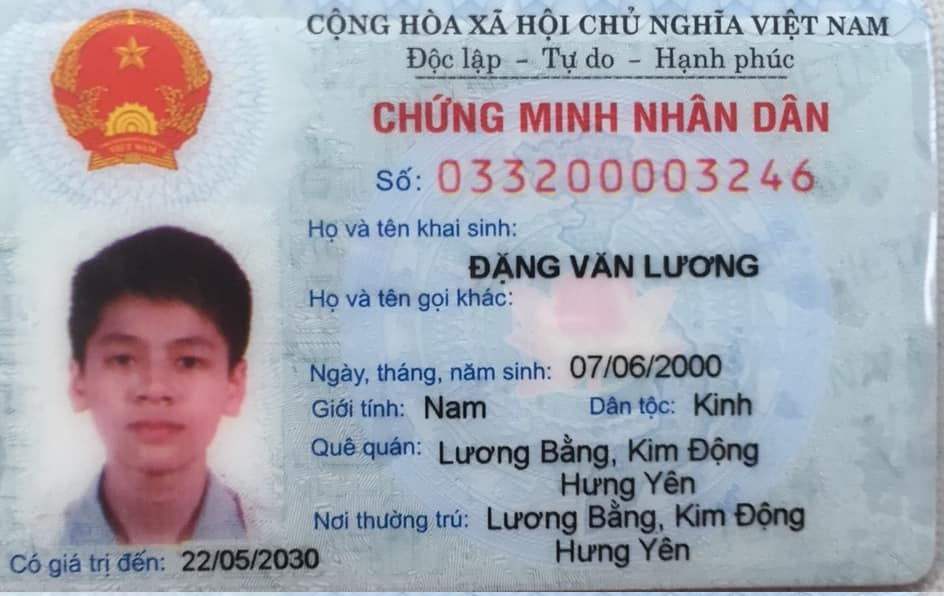 CỘNG HÒA XÃ HỘI CHỦ NGHĨA VIỆT NAM
Độc lập - Tự do - Hạnh phúc
CHỨNG MINH NHÂN DÂN
Số: 033200003246
Họ và tên khai sinh:
ĐẶNG VĂN LƯƠNG
Họ và tên gọi khác:
Ngày, tháng, năm sinh: 07/06/2000
Giới tính: Nam Dân tộc: Kinh
Quê quán: Lương Bằng, Kim Động
Hưng Yên
Nơi thường trú: Lương Bằng, Kim Động
Hưng Yên
Có giá trị đến: 22/05/2030
VIỆT NAM